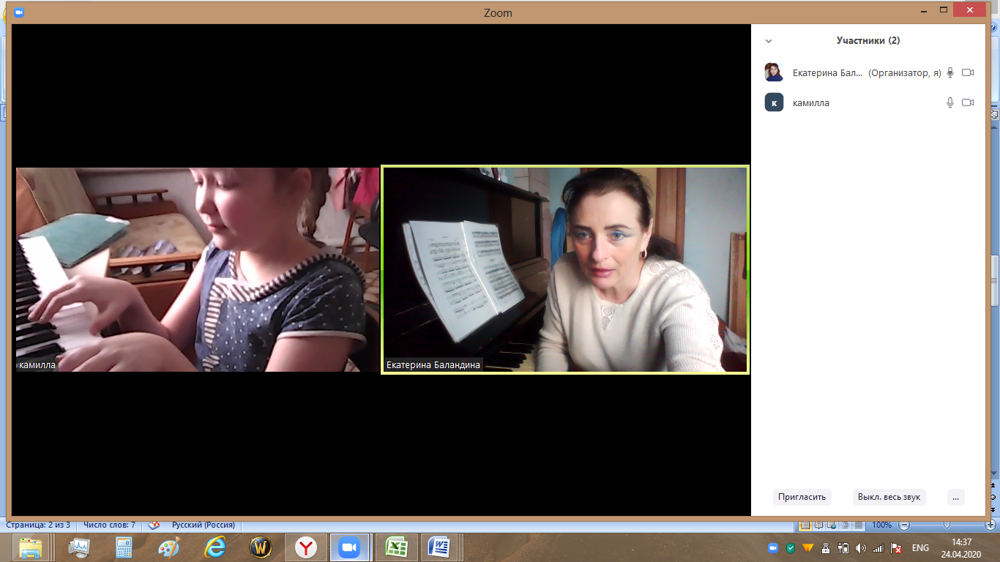 Zoom
Участники (2)
Екатерина Бал... (Организатор, я)
к
камилла
камилла
Екатерина Баландина
Пригласить
Выкл. весь звук
...
Страница: 2 из 3
Число слов: 7
Русский (Россия)
100%
ENG
14:37
24.04.2020